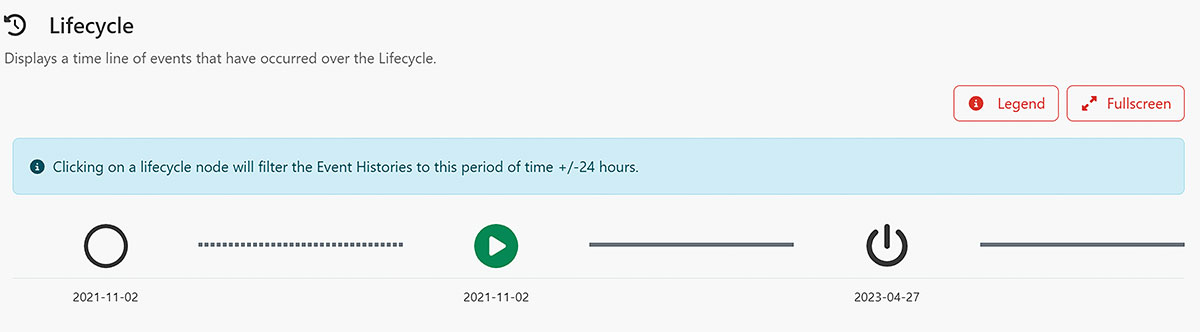 Lifecycle
Displays a time line of events that have occurred over the Lifecycle.
Legend
Fullscreen
Clicking on a lifecycle node will filter the Event Histories to this period of time +/-24 hours.
2021-11-02
2021-11-02
2023-04-27